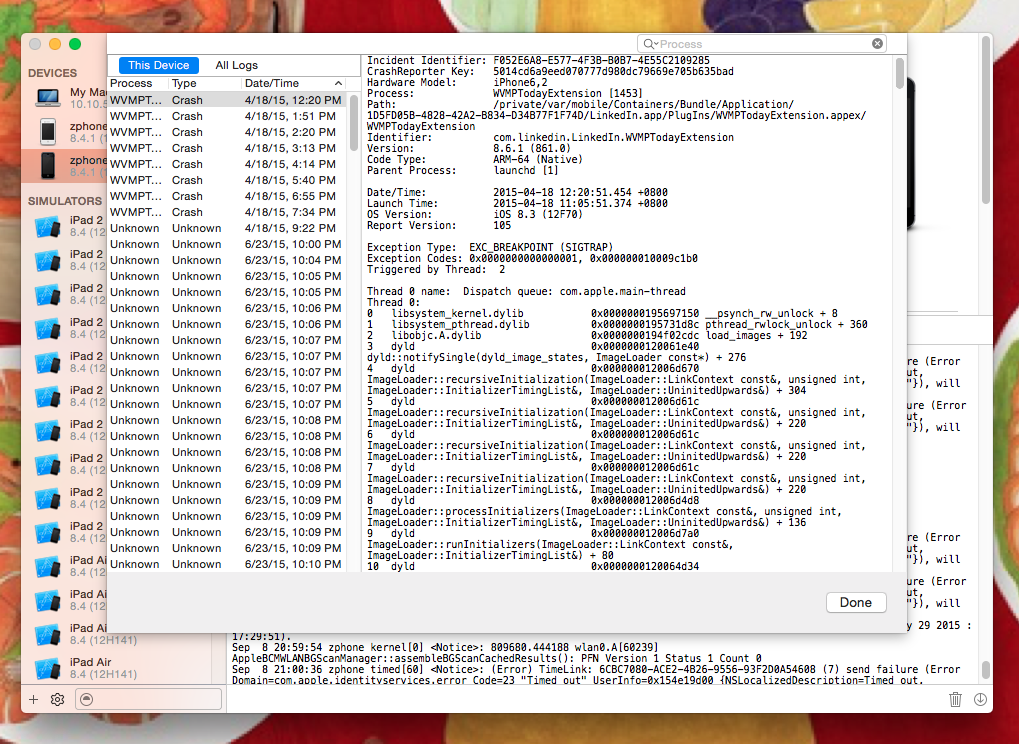 Process
This Device
All Logs
DEVICES
My Ma
10.10.5
zphone
8.4.1 (12
zphone
8.4.1 (12
SIMULATORS
iPad 2
8.4 (12
iPad 2
8.4 (12
iPad 2
8.4 (12
iPad 2
8.4 (12
iPad 2
8.4 (12
iPad 2
8.4 (12
iPad 2
8.4 (12
iPad 2
8.4 (12
iPad 2
8.4 (12
iPad 2
8.4 (12
iPad Ai
8.4 (12
iPad Ai
8.4 (12
iPad Ai
8.4 (12H141)
iPad Air
8.4 (12H141)
Process Type Date/Time
WVMPT... Crash 4/18/15, 12:20 PM
WVMPT... Crash 4/18/15, 1:51 PM
WVMPT... Crash 4/18/15, 2:20 PM
WVMPT... Crash 4/18/15, 3:13 PM
WVMPT... Crash 4/18/15, 4:14 PM
WVMPT... Crash 4/18/15, 5:40 PM
WVMPT... Crash 4/18/15, 6:55 PM
WVMPT... Crash 4/18/15, 7:34 PM
Unknown Unknown 4/18/15, 9:22 PM
Unknown Unknown 6/23/15, 10:00 PM
Unknown Unknown 6/23/15, 10:04 PM
Unknown Unknown 6/23/15, 10:05 PM
Unknown Unknown 6/23/15, 10:05 PM
Unknown Unknown 6/23/15, 10:06 PM
Unknown Unknown 6/23/15, 10:06 PM
Unknown Unknown 6/23/15, 10:07 PM
Unknown Unknown 6/23/15, 10:07 PM
Unknown Unknown 6/23/15, 10:07 PM
Unknown Unknown 6/23/15, 10:07 PM
Unknown Unknown 6/23/15, 10:07 PM
Unknown Unknown 6/23/15, 10:08 PM
Unknown Unknown 6/23/15, 10:08 PM
Unknown Unknown 6/23/15, 10:08 PM
Unknown Unknown 6/23/15, 10:08 PM
Unknown Unknown 6/23/15, 10:09 PM
Unknown Unknown 6/23/15, 10:09 PM
Unknown Unknown 6/23/15, 10:09 PM
Unknown Unknown 6/23/15, 10:09 PM
Unknown Unknown 6/23/15, 10:09 PM
Unknown Unknown 6/23/15, 10:10 PM
Incident Identifier: F052E6A8-E577-4F3B-B0B7-4E55C2109285
CrashReporter Key: 5014cd6a9eed070777d980dc79669e705b635bad
Hardware Model: iPhone6,2
Process: WVMPTodayExtension [1453]
Path: /private/var/mobile/Containers/Bundle/Application/
1D5FD05B-4828-42A2-B834-D34B77F1F74D/LinkedIn.app/PlugIns/WVMPTodayExtension.appex/
WVMPTodayExtension
Identifier: com.linkedin.LinkedIn.WVMPTodayExtension
Version: 8.6.1 (861.0)
Code Type: ARM-64 (Native)
Parent Process: launchd [1]
Date/Time: 2015-04-18 12:20:51.454 +0800
Launch Time: 2015-04-18 11:05:51.374 +0800
OS Version: iOS 8.3 (12F70)
Report Version: 105
Exception Type: EXC_BREAKPOINT (SIGTRAP)
Exception Codes: 0x0000000000000001, 0x000000010009c1b0
Triggered by Thread: 2
Thread 0 name: Dispatch queue: com.apple.main-thread
Thread 0:
0 libsystem_kernel.dylib 0x0000000195697150 __psynch_rw_unlock + 8
1 libsystem_pthread.dylib 0x0000000195731d8c pthread_rwlock_unlock + 360
2 libobjc.A.dylib 0x0000000194f02cdc load_images + 192
3 dyld 0x0000000120061e40
dyld::notifySingle(dyld_image_states, ImageLoader const*) + 276
4 dyld 0x000000012006d670
ImageLoader::recursiveInitialization(ImageLoader::LinkContext const&, unsigned int,
ImageLoader::InitializerTimingList&, ImageLoader::UninitedUpwards&) + 304
5 dyld 0x000000012006d61c
ImageLoader::recursiveInitialization(ImageLoader::LinkContext const&, unsigned int,
ImageLoader::InitializerTimingList&, ImageLoader::UninitedUpwards&) + 220
6 dyld 0x000000012006d61c
ImageLoader::recursiveInitialization(ImageLoader::LinkContext const&, unsigned int,
ImageLoader::InitializerTimingList&, ImageLoader::UninitedUpwards&) + 220
7 dyld 0x000000012006d61c
ImageLoader::recursiveInitialization(ImageLoader::LinkContext const&, unsigned int,
ImageLoader::InitializerTimingList&, ImageLoader::UninitedUpwards&) + 220
8 dyld 0x000000012006d4d8
ImageLoader::processInitializers(ImageLoader::LinkContext const&, unsigned int,
ImageLoader::InitializerTimingList&, ImageLoader::UninitedUpwards&) + 136
9 dyld 0x000000012006d7a0
ImageLoader::runInitializers(ImageLoader::LinkContext const&,
ImageLoader::InitializerTimingList&) + 80
10 dyld 0x0000000120064d34
Done
re (Error
ut,
"}), will
ure (Error
ut,
"}), will
re (Error
ut,
"}), will
ure (Error
ut,
"}), will
y 29 2015 :
17:29:51).
Sep 8 20:59:54 zphone kernel[0] <Notice>: 809680.444188 wlan0.A[60239]
AppleBCMWLANBGScanManager::assembleBGScanCachedResults(): PFN Version 1 Status 1 Count 0
Sep 8 21:00:36 zphone timed[60] <Notice>: (Error) TimeLink: 6CBC7080-ACE2-4B26-9556-93F2D0A54608 (7) send failure (Error
Domain=com.apple.identityservices.error Code=23 "Timed out" UserInfo=0x154e19d00 {NSLocalizedDescription=Timed out,